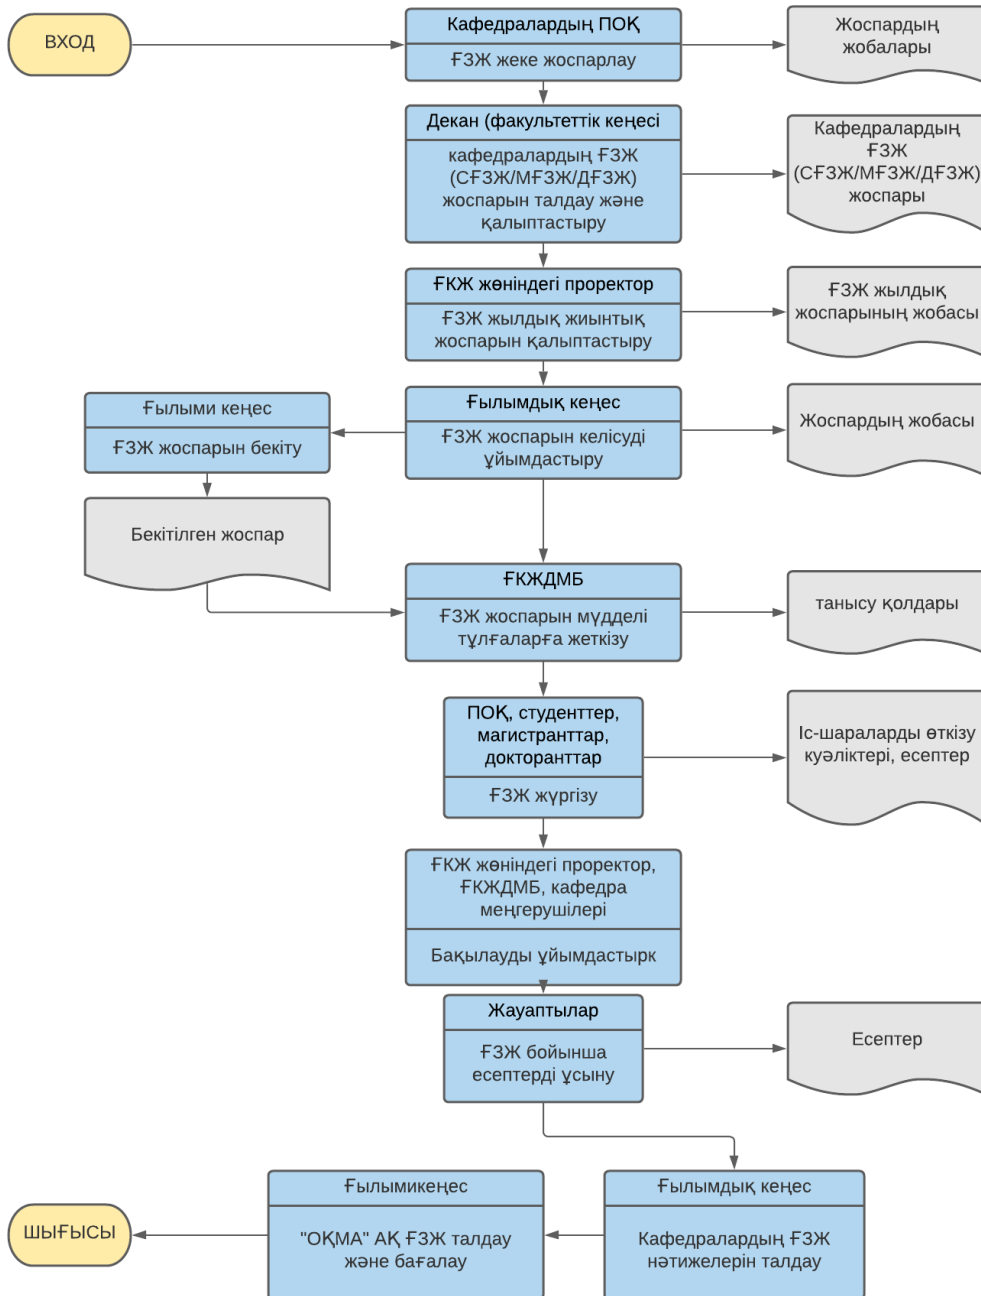 ВХОД
Кафедралардың ПОҚ
ҒЗЖ жеке жоспарлау
Жоспардың
жобалары
Декан (факультеттік кеңесі
кафедралардың ҒЗЖ
(СҒЗЖ/МҒЗЖ/ДҒЗЖ)
жоспарын талдау және
қалыптастыру
Кафедралардың
ҒЗЖ
(СҒЗЖ/МҒЗЖ/ДҒЗЖ)
жоспары
ҒКЖ жөніндегі проректор
ҒЗЖ жылдық жиынтық
жоспарын қалыптастыру
ҒЗЖ жылдық
жоспарының жобасы
Ғылыми кеңес
ҒЗЖ жоспарын бекіту
Ғылымдық кеңес
ҒЗЖ жоспарын келісуді
ұйымдастыру
Жоспардың жобасы
Бекітілген жоспар
ҒКЖДМБ
ҒЗЖ жоспарын мүдделі
тұлғаларға жеткізу
танысу қолдары
ПОҚ, студенттер,
магистранттар,
докторанттар
ҒЗЖ жүргізу
Іс-шараларды өткізу
куәліктері, есептер
ҒКЖ жөніндегі проректор,
ҒКЖДМБ, кафедра
меңгерушілері
Бақылауды ұйымдастырк
Жауаптылар
ҒЗЖ бойынша
есептерді ұсыну
Есептер
Ғылымдық кеңес
Кафедралардың ҒЗЖ
нәтижелерін талдау
Ғылымикеңес
"ОҚМА" АҚ ҒЗЖ талдау
және бағалау
ШЫҒЫСЫ